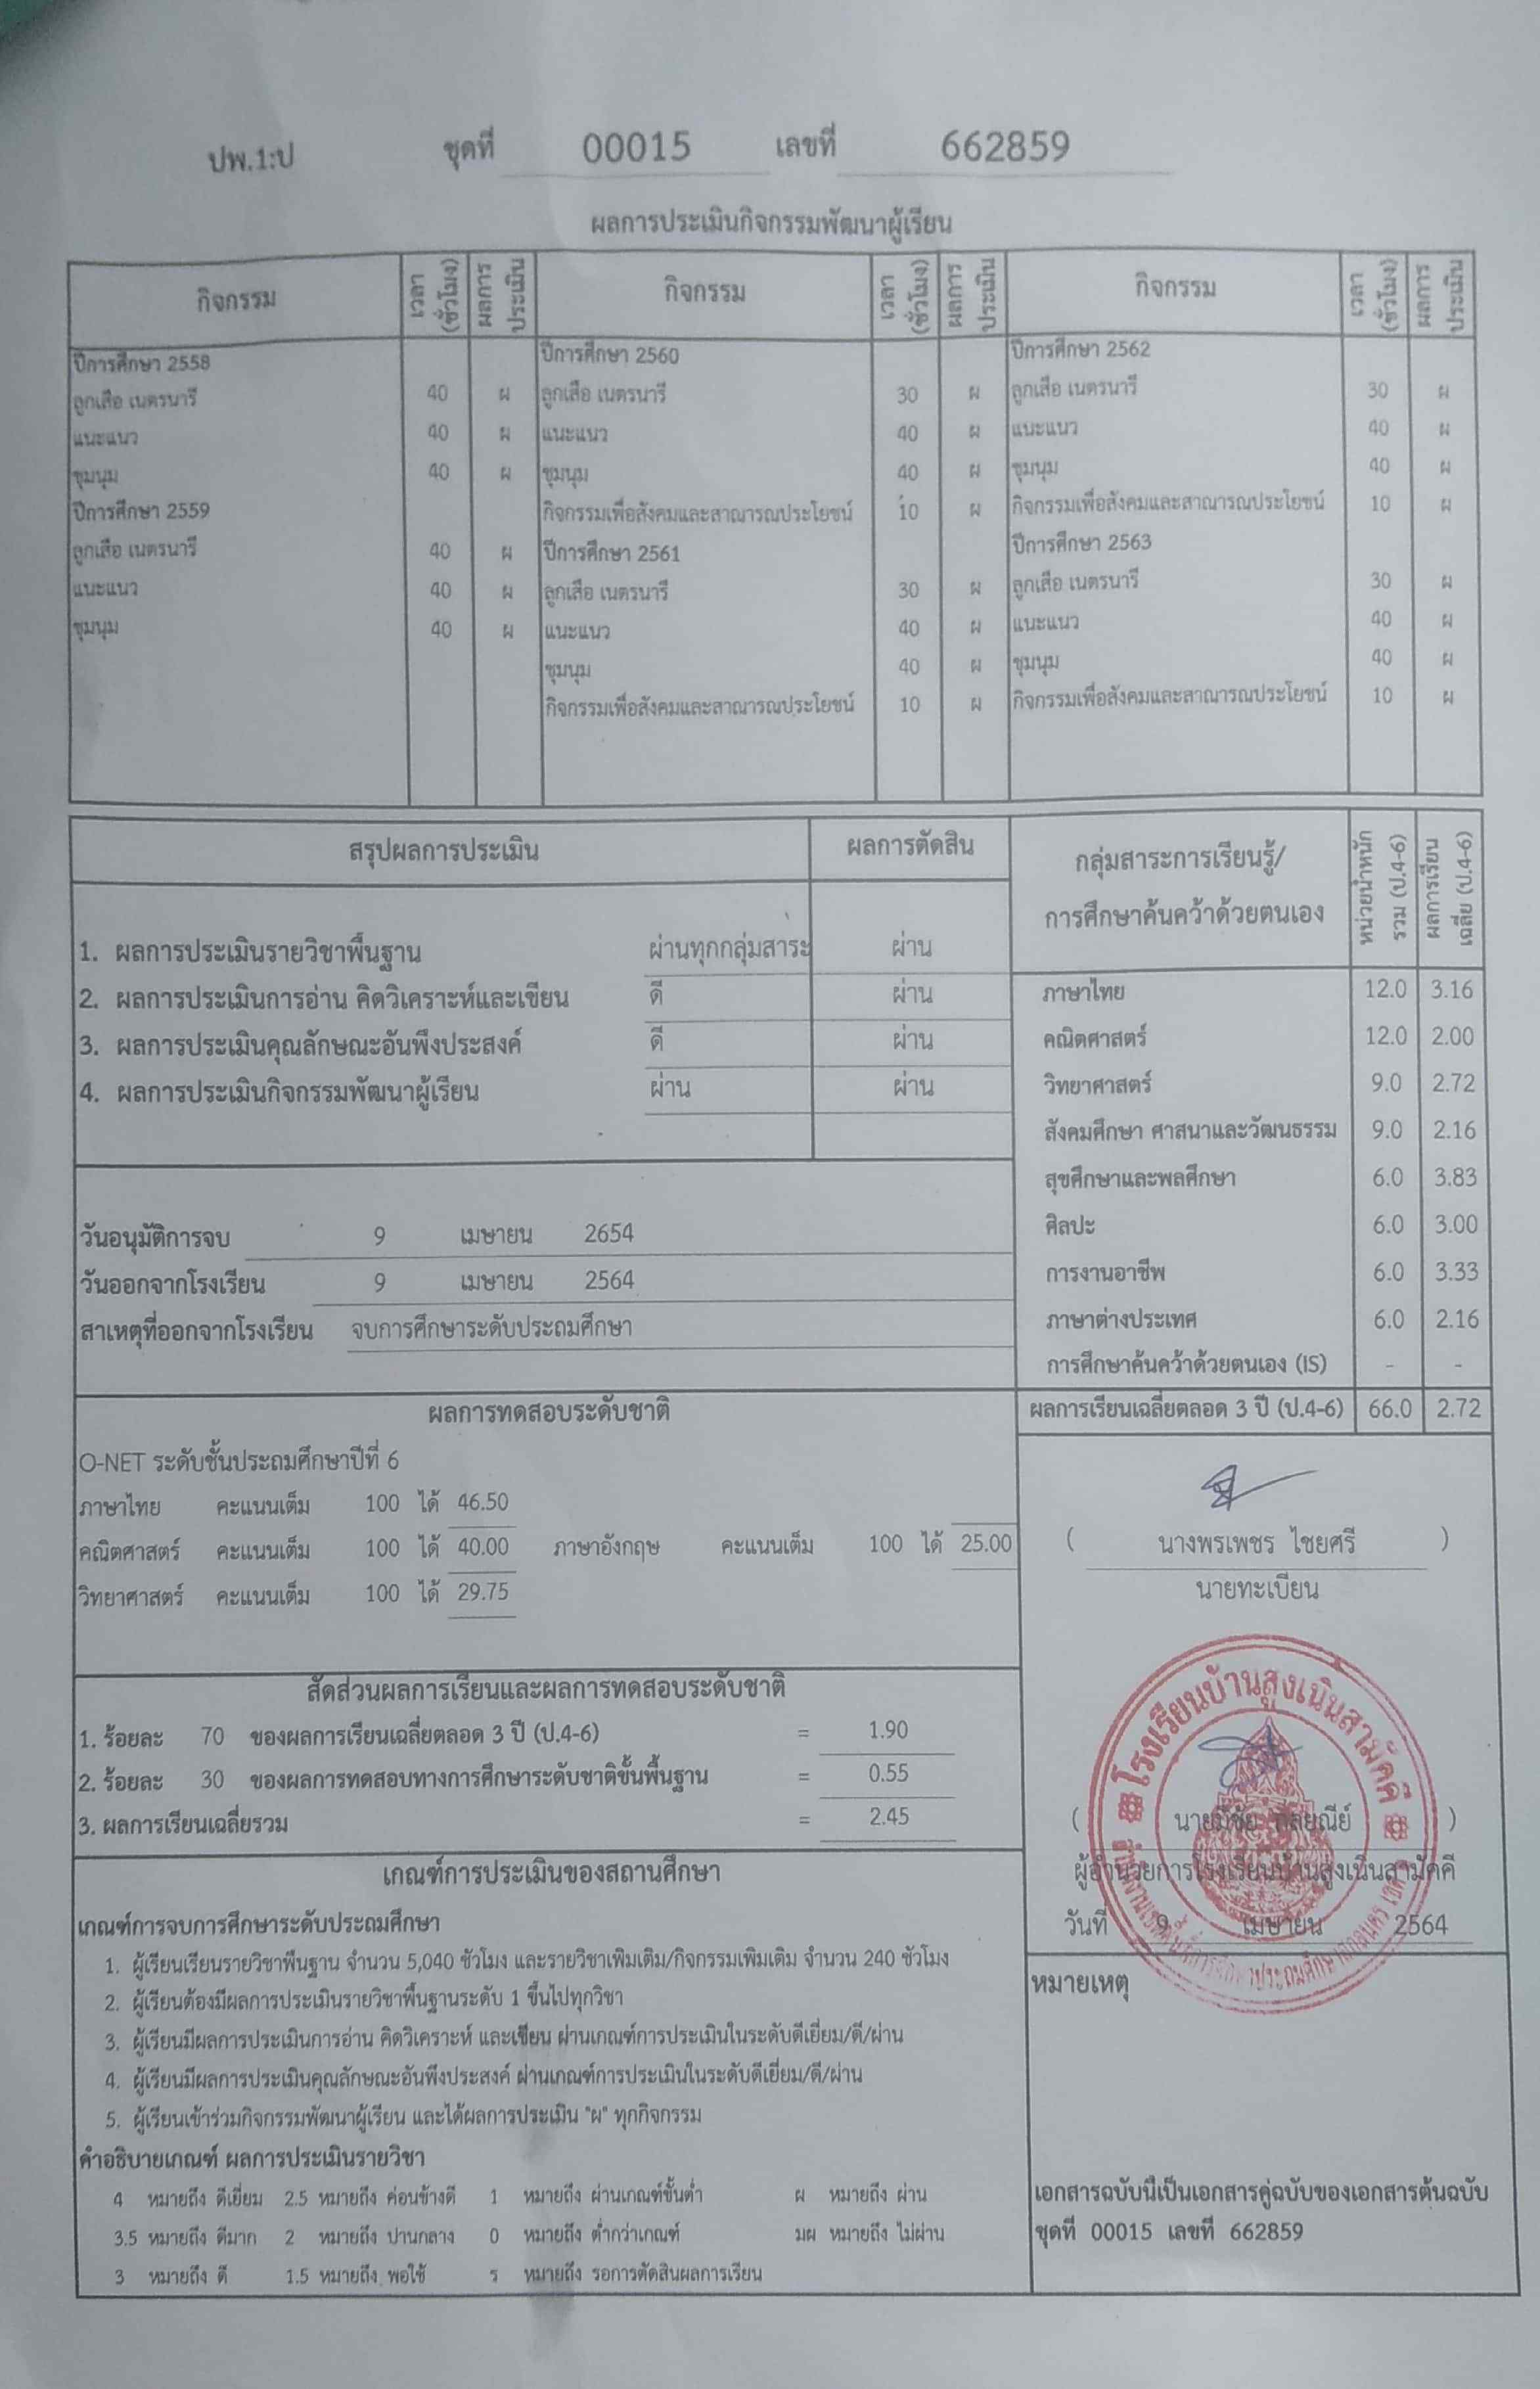 ปพ.1:ป ชุดที่ 00015 เลขที่ 662859
ผลการประเมินกิจกรรมพัฒนาผู้เรียน
กิจกรรม เวลา (ชั่วโมง) ผลการประเมิน กิจกรรม เวลา (ชั่วโมง) ผลการประเมิน กิจกรรม เวลา (ชั่วโมง) ผลการประเมิน
ปีการศึกษา 2558
ลูกเสือ เนตรนารี 40 ผ
แนะแนว 40 ผ
ชุมนุม 40 ผ
ปีการศึกษา 2559
ลูกเสือ เนตรนารี 40 ผ
แนะแนว 40 ผ
ชุมนุม 40 ผ
ปีการศึกษา 2560
ลูกเสือ เนตรนารี 30 ผ
แนะแนว 40 ผ
ชุมนุม 40 ผ
กิจกรรมเพื่อสังคมและสาณารณประโยชน์ 10 ผ
ปีการศึกษา 2561
ลูกเสือ เนตรนารี 30 ผ
แนะแนว 40 ผ
ชุมนุม 40 ผ
กิจกรรมเพื่อสังคมและสาณารณประโยชน์ 10 ผ
ปีการศึกษา 2562
ลูกเสือ เนตรนารี 30 ผ
แนะแนว 40 ผ
ชุมนุม 40 ผ
กิจกรรมเพื่อสังคมและสาณารณประโยชน์ 10 ผ
ปีการศึกษา 2563
ลูกเสือ เนตรนารี 30 ผ
แนะแนว 40 ผ
ชุมนุม 40 ผ
กิจกรรมเพื่อสังคมและสาณารณประโยชน์ 10 ผ
สรุปผลการประเมิน ผลการตัดสิน
1. ผลการประเมินรายวิชาพื้นฐาน ผ่านทุกกลุ่มสาระ ผ่าน
2. ผลการประเมินการอ่าน คิดวิเคราะห์และเขียน ดี ผ่าน
3. ผลการประเมินคุณลักษณะอันพึงประสงค์ ดี ผ่าน
4. ผลการประเมินกิจกรรมพัฒนาผู้เรียน ผ่าน ผ่าน
วันอนุมัติการจบ 9 เมษายน 2654
วันออกจากโรงเรียน 9 เมษายน 2564
สาเหตุที่ออกจากโรงเรียน จบการศึกษาระดับประถมศึกษา
กลุ่มสาระการเรียนรู้/
การศึกษาค้นคว้าด้วยตนเอง
หน่วยน้ำหนัก
รวม (ป.4-6)
ผลการเรียน
เฉลี่ย (ป.4-6)
ภาษาไทย 12.0 3.16
คณิตศาสตร์ 12.0 2.00
วิทยาศาสตร์ 9.0 2.72
สังคมศึกษา ศาสนาและวัฒนธรรม 9.0 2.16
สุขศึกษาและพลศึกษา 6.0 3.83
ศิลปะ 6.0 3.00
การงานอาชีพ 6.0 3.33
ภาษาต่างประเทศ 6.0 2.16
การศึกษาค้นคว้าด้วยตนเอง (IS) - -
ผลการเรียนเฉลี่ยตลอด 3 ปี (ป.4-6) 66.0 2.72
ผลการทดสอบระดับชาติ
O-NET ระดับชั้นประถมศึกษาปีที่ 6
ภาษาไทย คะแนนเต็ม 100 ได้ 46.50
คณิตศาสตร์ คะแนนเต็ม 100 ได้ 40.00 ภาษาอังกฤษ คะแนนเต็ม 100 ได้ 25.00
วิทยาศาสตร์ คะแนนเต็ม 100 ได้ 29.75
สัดส่วนผลการเรียนและผลการทดสอบระดับชาติ
1. ร้อยละ 70 ของผลการเรียนเฉลี่ยตลอด 3 ปี (ป.4-6) = 1.90
2. ร้อยละ 30 ของผลการทดสอบทางการศึกษาระดับชาติขั้นพื้นฐาน = 0.55
3. ผลการเรียนเฉลี่ยรวม = 2.45
เกณฑ์การประเมินของสถานศึกษา
เกณฑ์การจบการศึกษาระดับประถมศึกษา
1. ผู้เรียนเรียนรายวิชาพื้นฐาน จำนวน 5,040 ชั่วโมง และรายวิชาเพิ่มเติม/กิจกรรมเพิ่มเติม จำนวน 240 ชั่วโมง
2. ผู้เรียนต้องมีผลการประเมินรายวิชาพื้นฐานระดับ 1 ขึ้นไปทุกวิชา
3. ผู้เรียนมีผลการประเมินการอ่าน คิดวิเคราะห์ และเขียน ผ่านเกณฑ์การประเมินในระดับดีเยี่ยม/ดี/ผ่าน
4. ผู้เรียนมีผลการประเมินคุณลักษณะอันพึงประสงค์ ผ่านเกณฑ์การประเมินในระดับดีเยี่ยม/ดี/ผ่าน
5. ผู้เรียนเข้าร่วมกิจกรรมพัฒนาผู้เรียน และได้ผลการประเมิน "ผ" ทุกกิจกรรม
คำอธิบายเกณฑ์ ผลการประเมินรายวิชา
4 หมายถึง ดีเยี่ยม 2.5 หมายถึง ค่อนข้างดี 1 หมายถึง ผ่านเกณฑ์ขั้นต่ำ ผ หมายถึง ผ่าน
3.5 หมายถึง ดีมาก 2 หมายถึง ปานกลาง 0 หมายถึง ต่ำกว่าเกณฑ์ มผ หมายถึง ไม่ผ่าน
3 หมายถึง ดี 1.5 หมายถึง พอใช้ ร หมายถึง รอการตัดสินผลการเรียน
( นางพรเพชร ไชยศรี )
นายทะเบียน
โรงเรียนบ้านสูงเนินสามัคคี
( นายมีชัย กุลยณีย์ )
ผู้อำนวยการโรงเรียนบ้านสูงเนินสามัคคี
วันที่ 9 เมษายน 2564
หมายเหตุ
เอกสารฉบับนี้เป็นเอกสารคู่ฉบับของเอกสารต้นฉบับ
ชุดที่ 00015 เลขที่ 662859